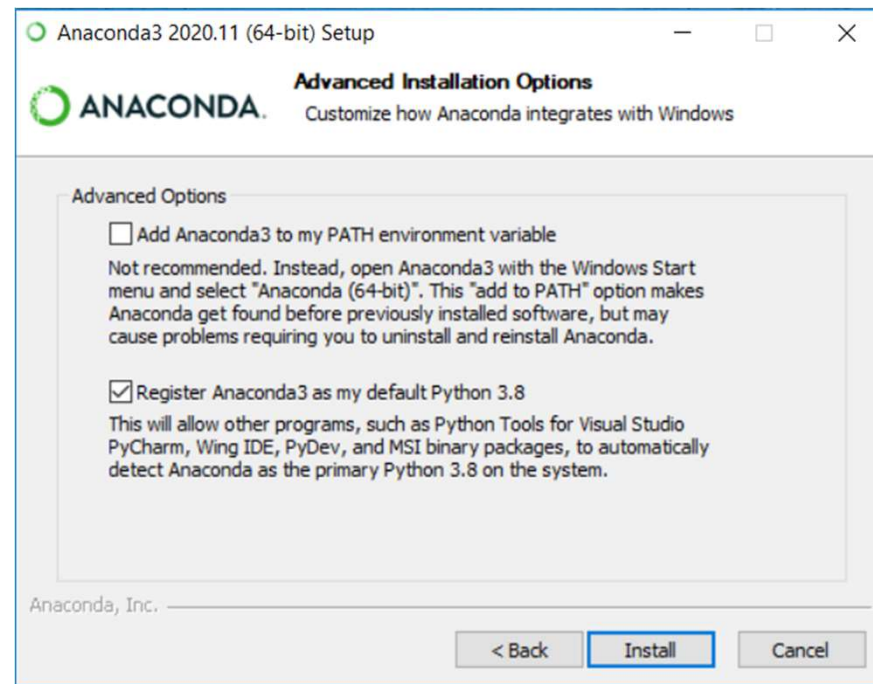 Anaconda3 2020.11 (64-bit) Setup
ANACONDA.
Advanced Installation Options
Customize how Anaconda integrates with Windows
Advanced Options
Add Anaconda3 to my PATH environment variable
Not recommended. Instead, open Anaconda3 with the Windows Start
menu and select "Anaconda (64-bit)". This "add to PATH" option makes
Anaconda get found before previously installed software, but may
cause problems requiring you to uninstall and reinstall Anaconda.
Register Anaconda3 as my default Python 3.8
This will allow other programs, such as Python Tools for Visual Studio
PyCharm, Wing IDE, PyDev, and MSI binary packages, to automatically
detect Anaconda as the primary Python 3.8 on the system.
Anaconda, Inc.
< Back
Install
Cancel